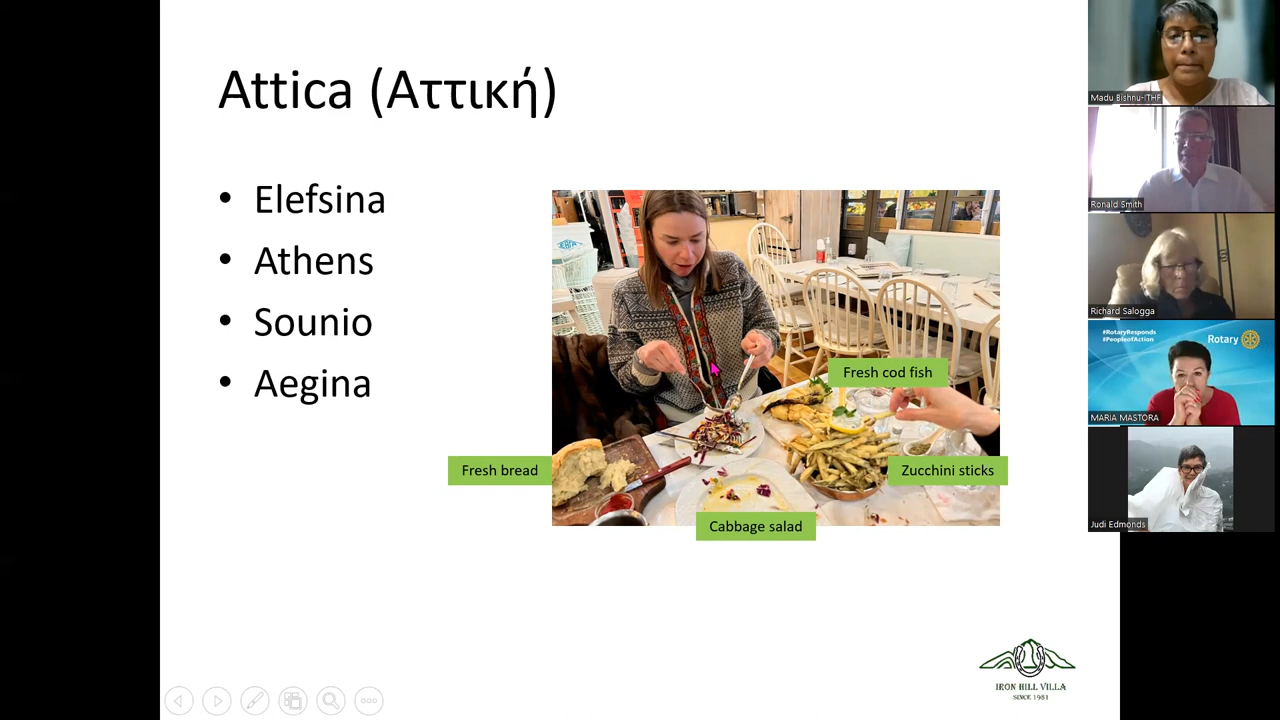 Attica (Αττική)
• Elefsina
• Athens
• Sounio
• Aegina
Fresh cod fish
Fresh bread
Zucchini sticks
Cabbage salad
IRON HILL VILLA
SINCE 1981
Madu Bishnu-ITHF
Ronald Smith
Richard Salogga
#RotaryResponds
#PeopleofAction
Rotary
MARIA MASTORA
Judi Edmonds